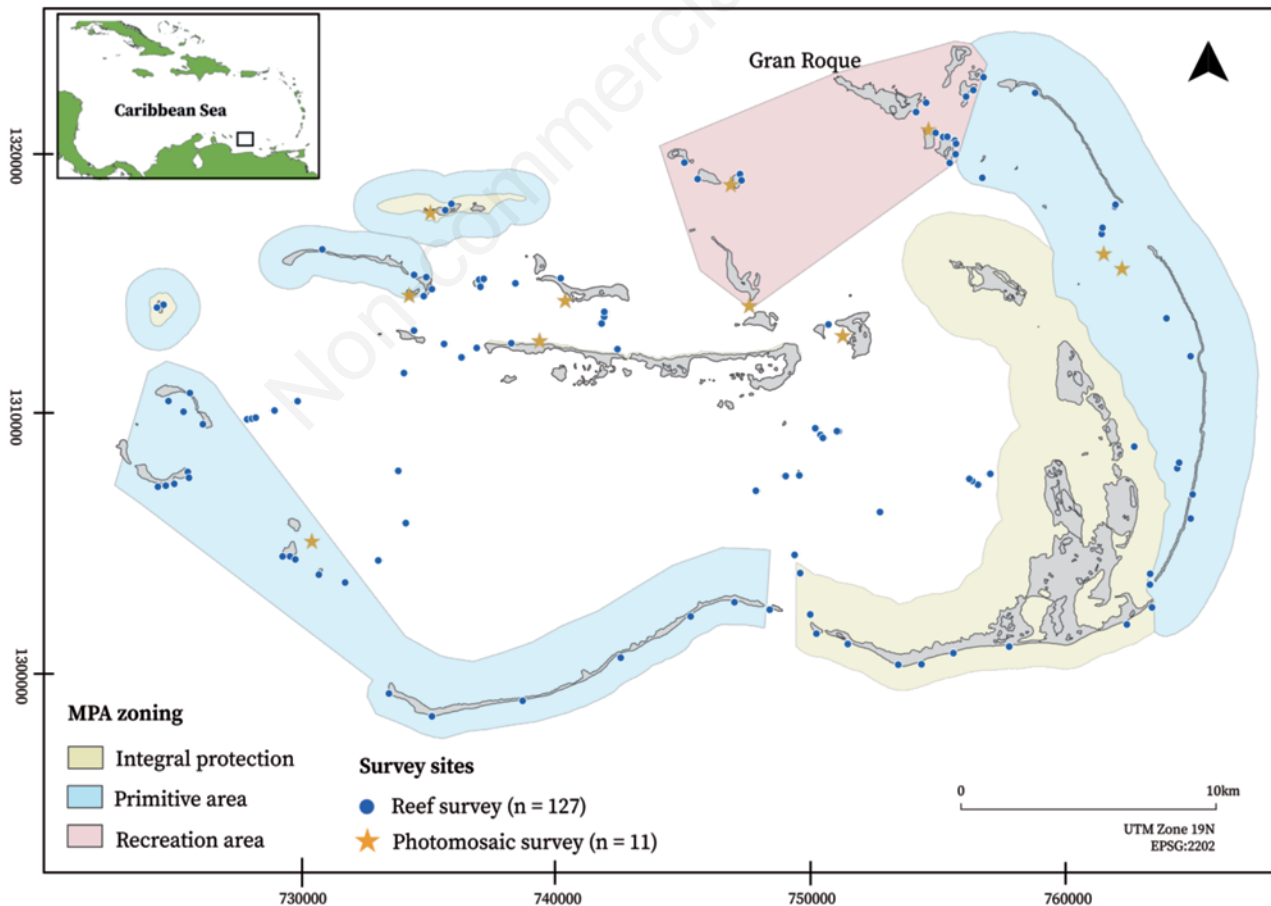 Noncommercial
Caribbean Sea
Gran Roque
1320000
1310000
1300000
MPA zoning
Integral protection
Primitive area
Recreation area
Survey sites
Reef survey (n = 127)
Photomosaic survey (n = 11)
0
10km
UTM Zone 19N
EPSG:2202
730000
740000
750000
760000